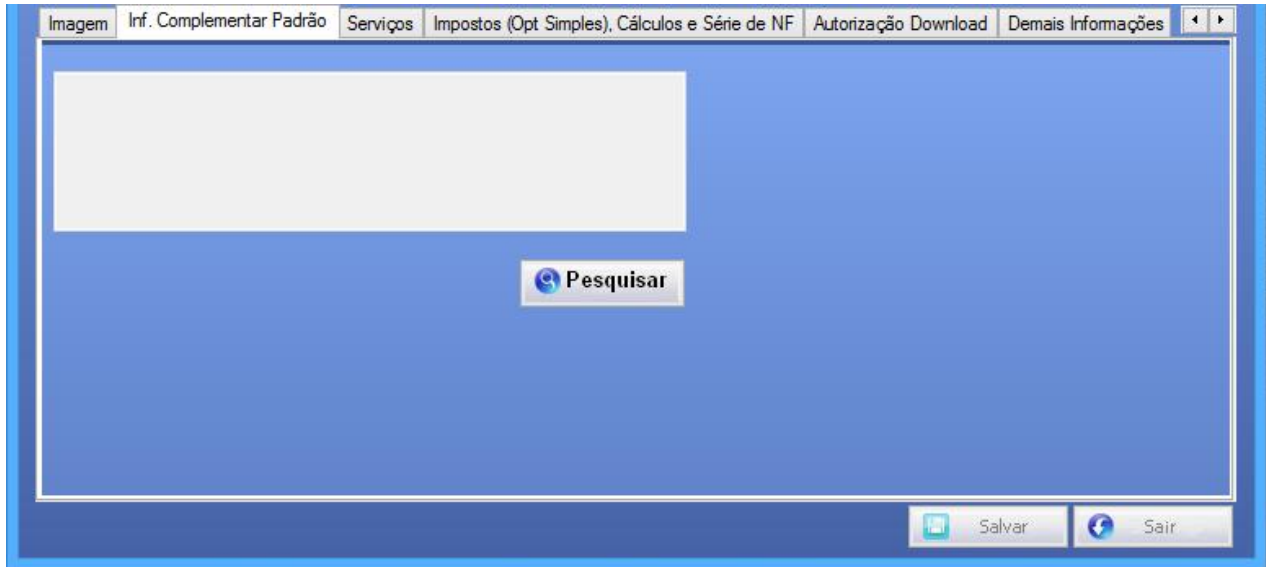 Imagem Inf. Complementar Padrão Serviços Impostos (Opt Simples), Cálculos e Série de NF Autorização Download Demais Informações
Pesquisar
Salvar Sair